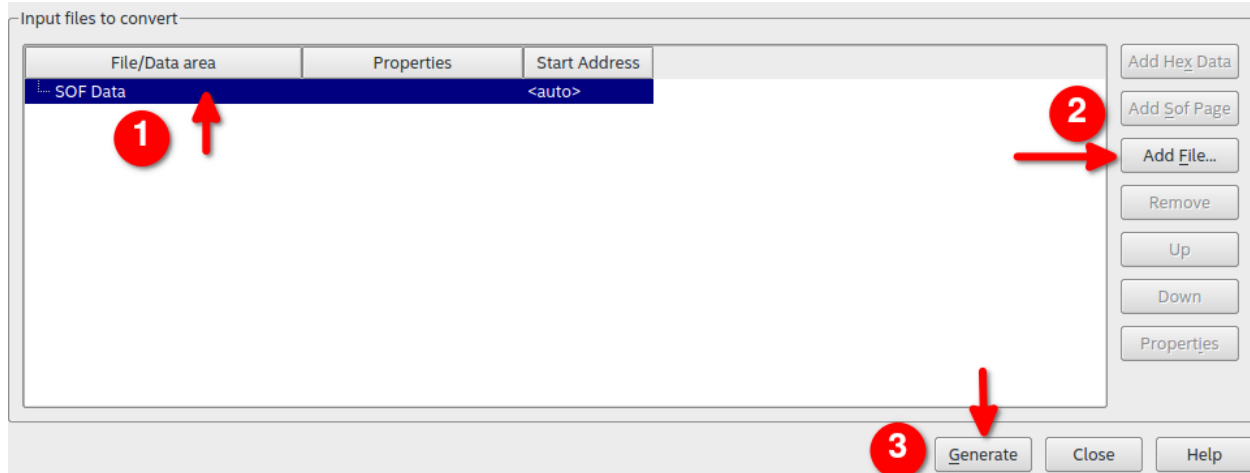 Input files to convert
File/Data area Properties Start Address
SOF Data <auto>
1
2
Add Hex Data
Add Sof Page
Add File...
Remove
Up
Down
Properties
3
Generate Close Help